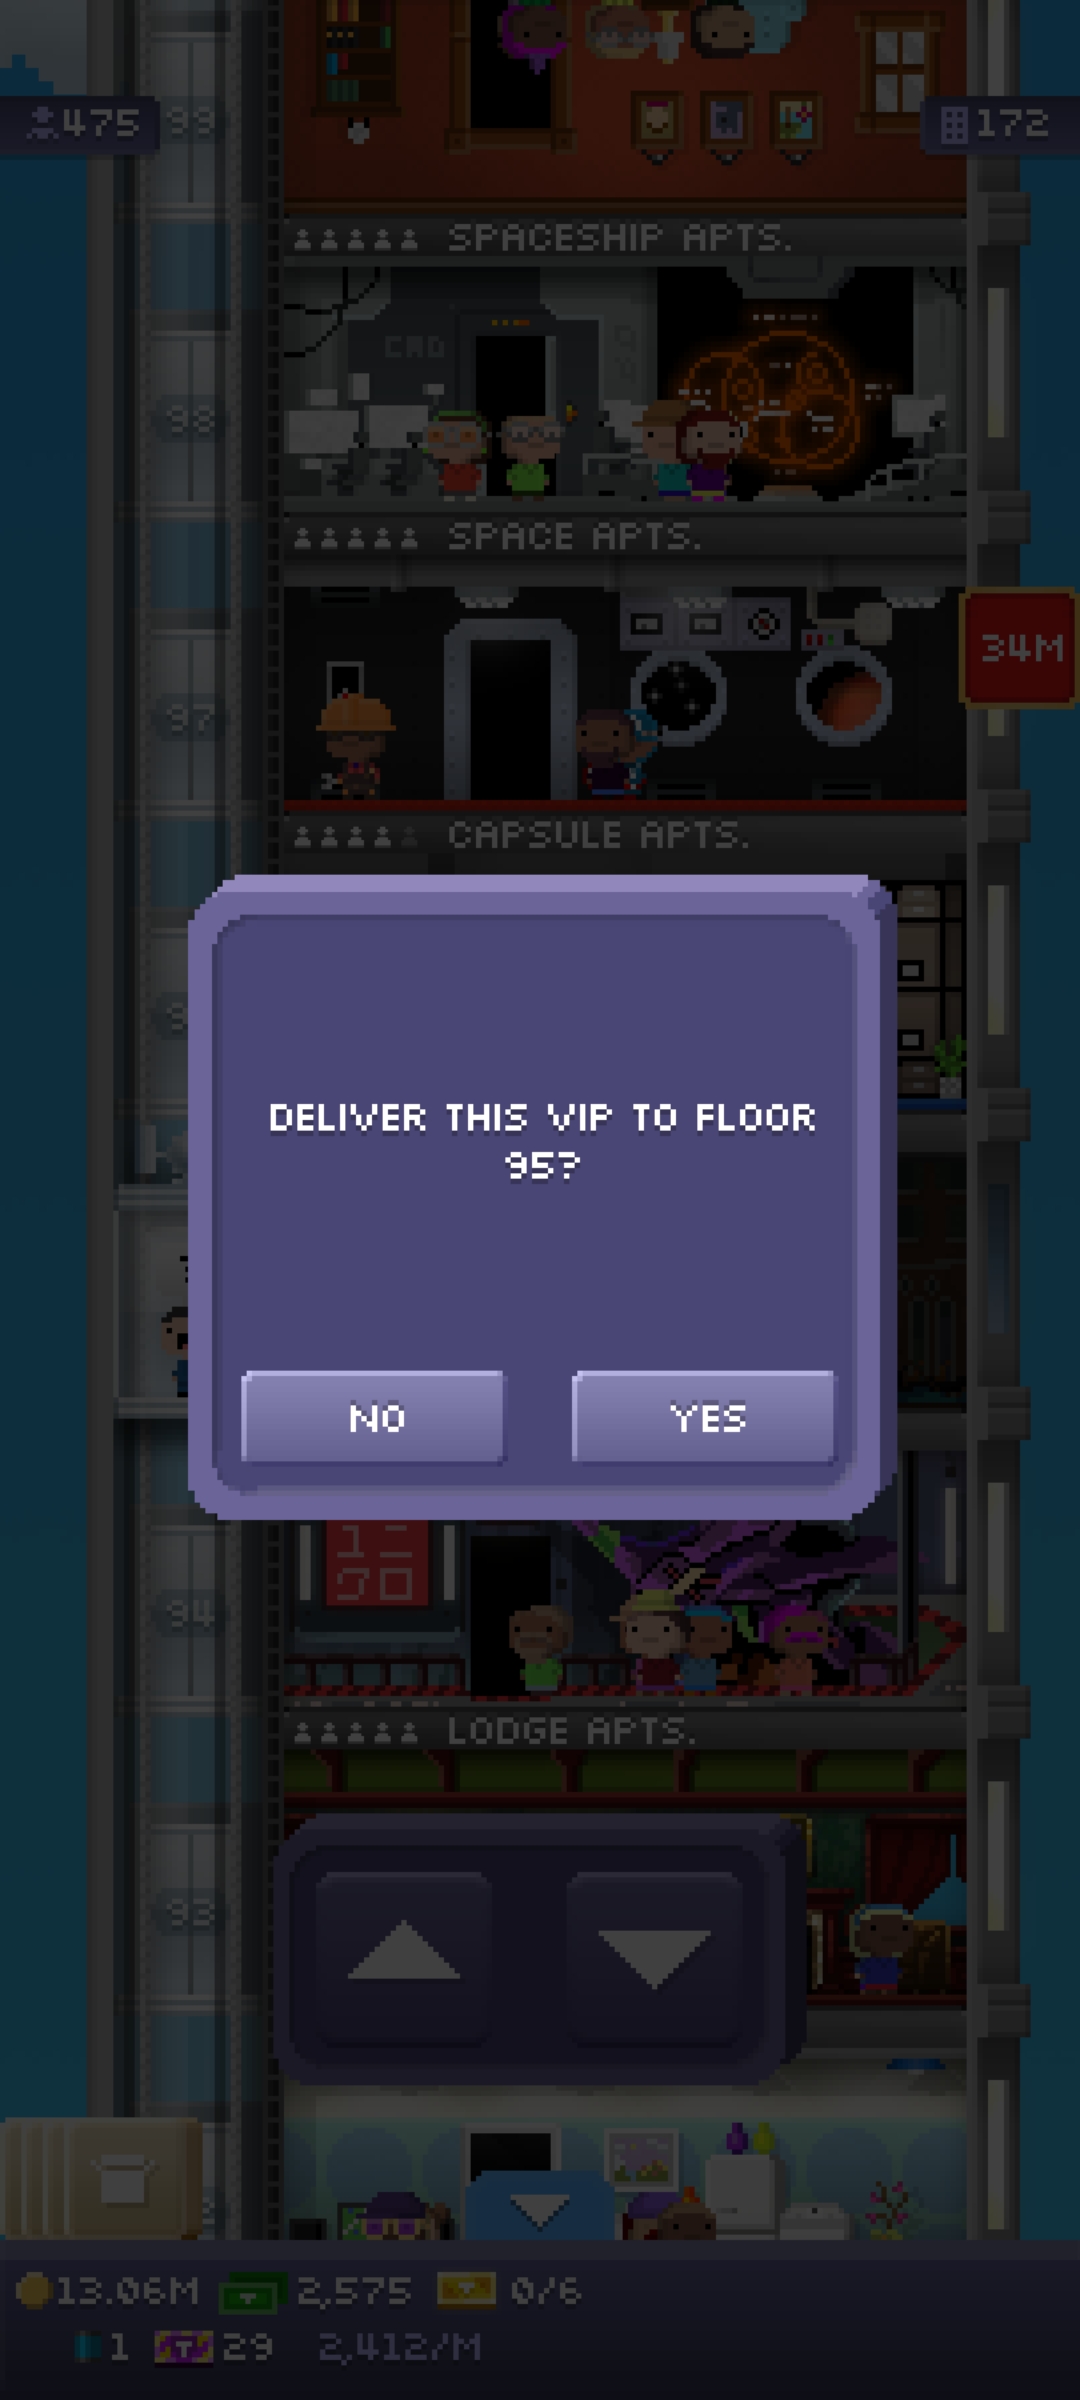 475
99
172
SPACESHIP APTS.
CRD
98
SPACE APTS.
34M
97
CAPSULE APTS.
DELIVER THIS VIP TO FLOOR
95?
NO
YES
94
LODGE APTS.
93
13.06M
2,575
0/6
1
29
2,412/M